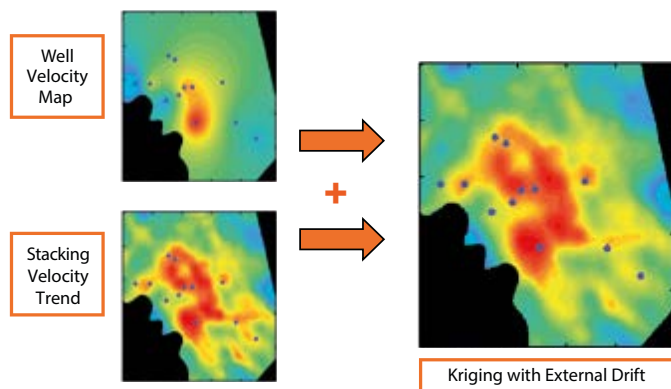 Well
Velocity
Map
+
Stacking
Velocity
Trend
Kriging with External Drift